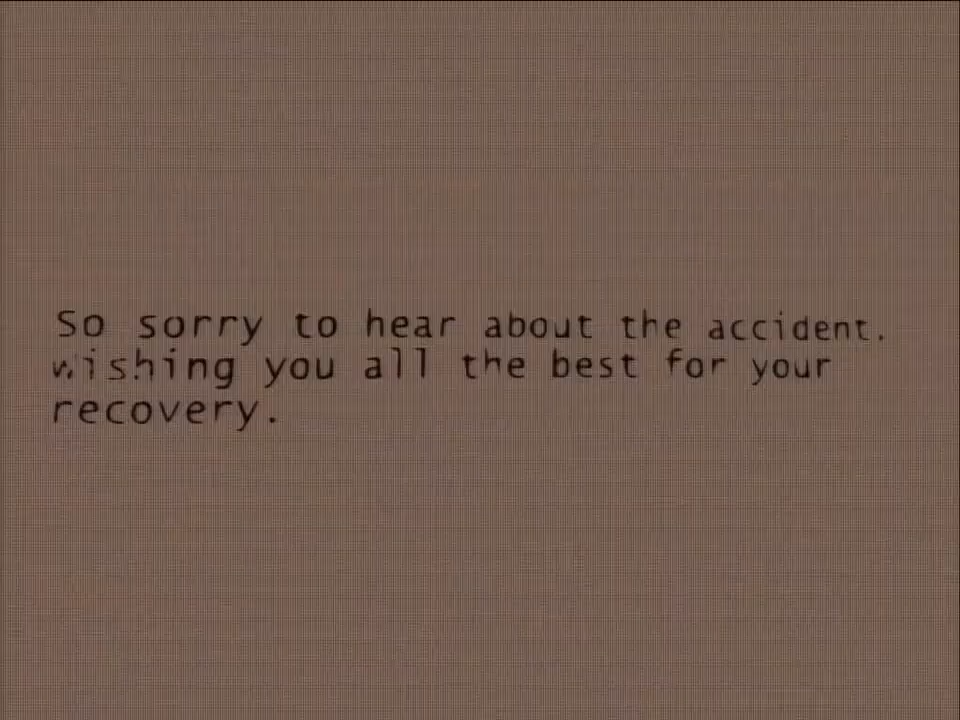 So sorry to hear about the accident.
wishing you all the best for your
recovery.